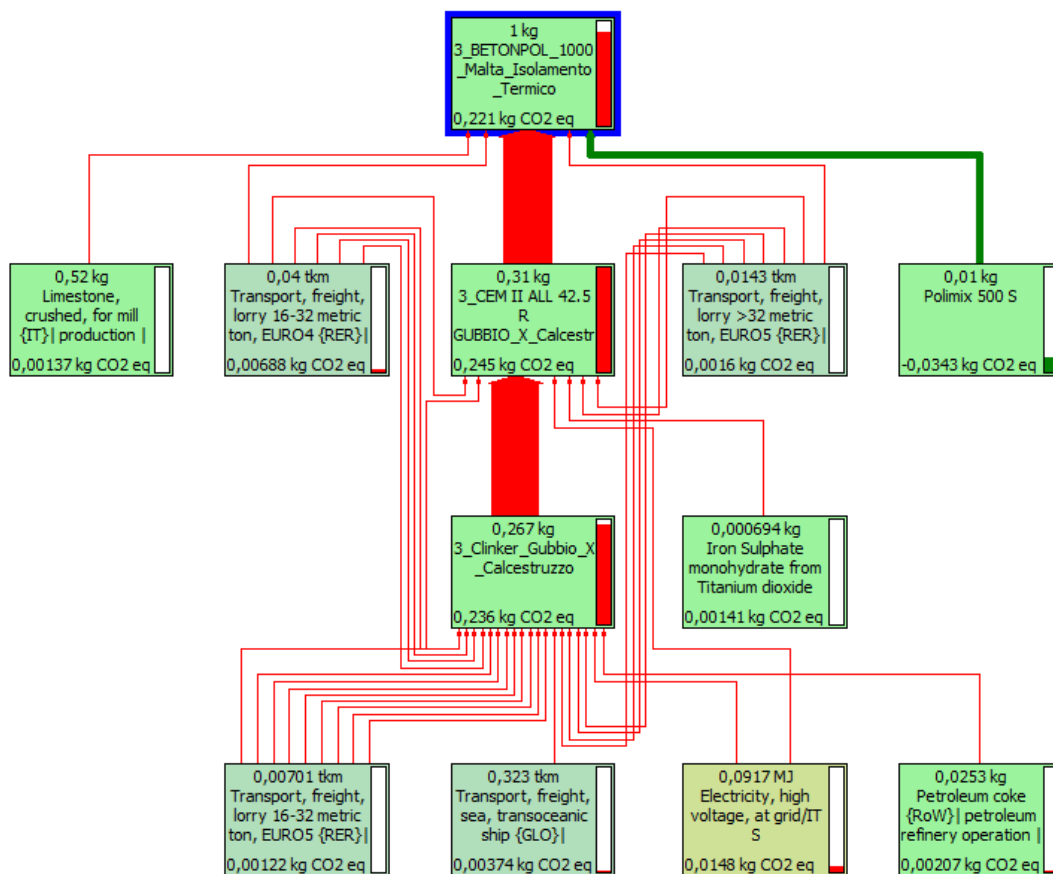 1 kg
3_BETONPOL_1000
_Malta_Isolamento
_Termico
0,221 kg CO2 eq
0,52 kg
Limestone,
crushed, for mill
{IT}| production |
0,00137 kg CO2 eq
0,04 tkm
Transport, freight,
lorry 16-32 metric
ton, EURO4 {RER}|
0,00688 kg CO2 eq
0,31 kg
3_CEM II ALL 42.5
R
GUBBIO_X_Calcestr
0,245 kg CO2 eq
0,0143 tkm
Transport, freight,
lorry >32 metric
ton, EURO5 {RER}|
0,0016 kg CO2 eq
0,01 kg
Polimix 500 S
-0,0343 kg CO2 eq
0,267 kg
3_Clinker_Gubbio_X
_Calcestruzzo
0,236 kg CO2 eq
0,000694 kg
Iron Sulphate
monohydrate from
Titanium dioxide
0,00141 kg CO2 eq
0,00701 tkm
Transport, freight,
lorry 16-32 metric
ton, EURO5 {RER}|
0,00122 kg CO2 eq
0,323 tkm
Transport, freight,
sea, transoceanic
ship {GLO}|
0,00374 kg CO2 eq
0,0917 MJ
Electricity, high
voltage, at grid/IT
S
0,0148 kg CO2 eq
0,0253 kg
Petroleum coke
{RoW}| petroleum
refinery operation |
0,00207 kg CO2 eq